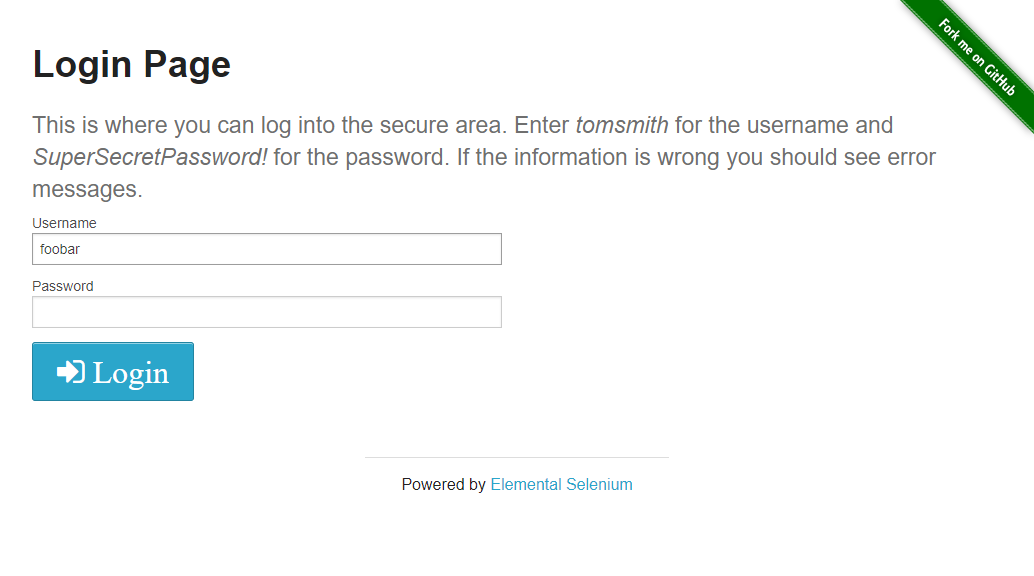 Fork me on GitHub
Login Page
This is where you can log into the secure area. Enter tomsmith for the username and
SuperSecretPassword! for the password. If the information is wrong you should see error
messages.
Username
foobar
Password
Login
Powered by Elemental Selenium